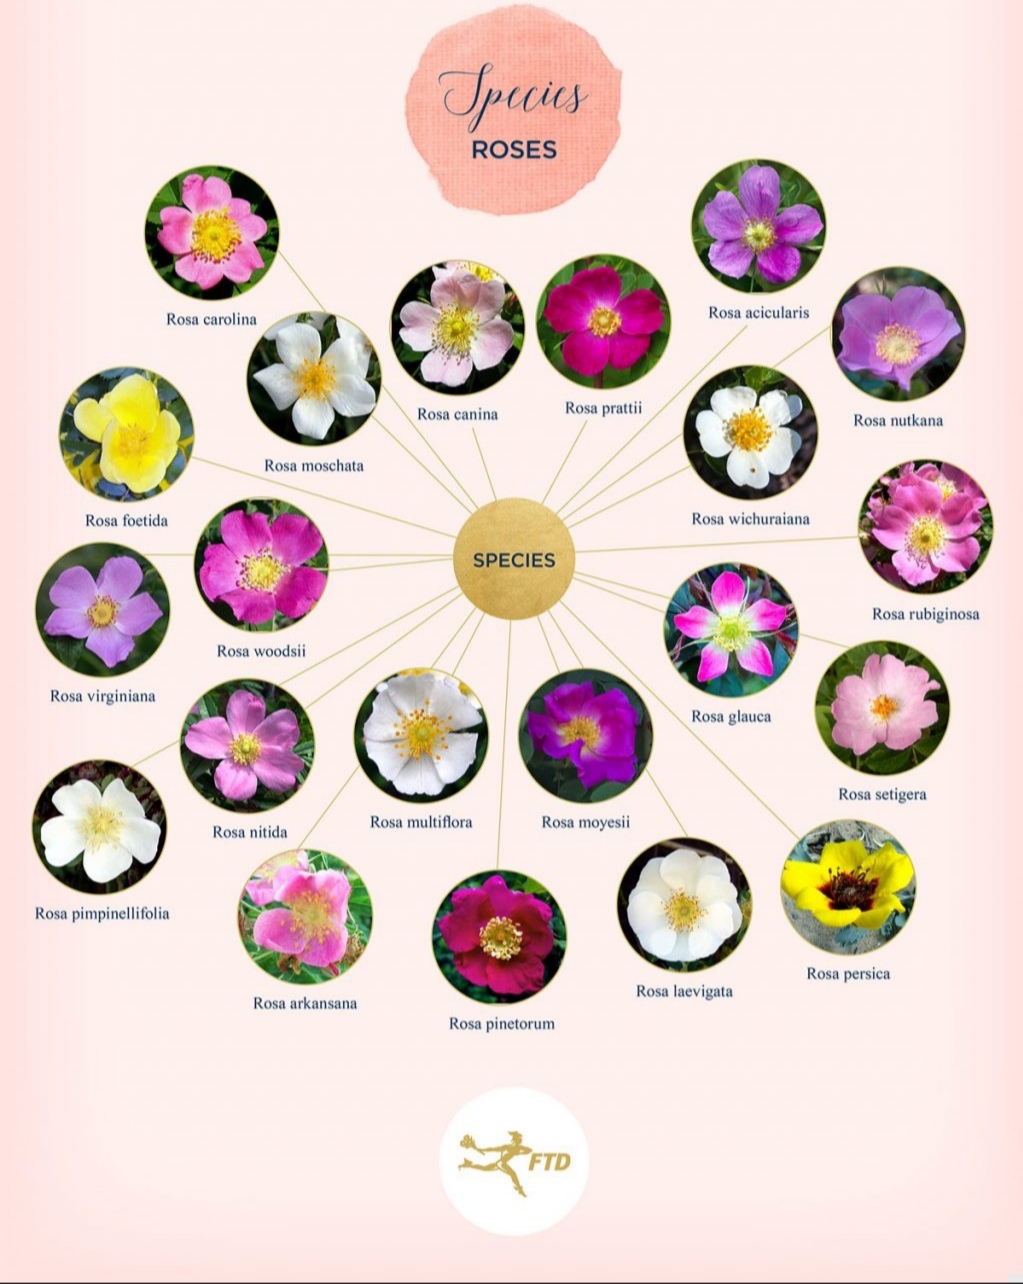 Species
ROSES
Rosa carolina
Rosa moschata
Rosa canina
Rosa prattii
Rosa acicularis
Rosa nutkana
Rosa foetida
Rosa wichuraiana
SPECIES
Rosa woodsii
Rosa rubiginosa
Rosa virginiana
Rosa glauca
Rosa setigera
Rosa nitida
Rosa multiflora
Rosa moyesii
Rosa pimpinellifolia
Rosa arkansana
Rosa pinetorum
Rosa laevigata
Rosa persica
FTD